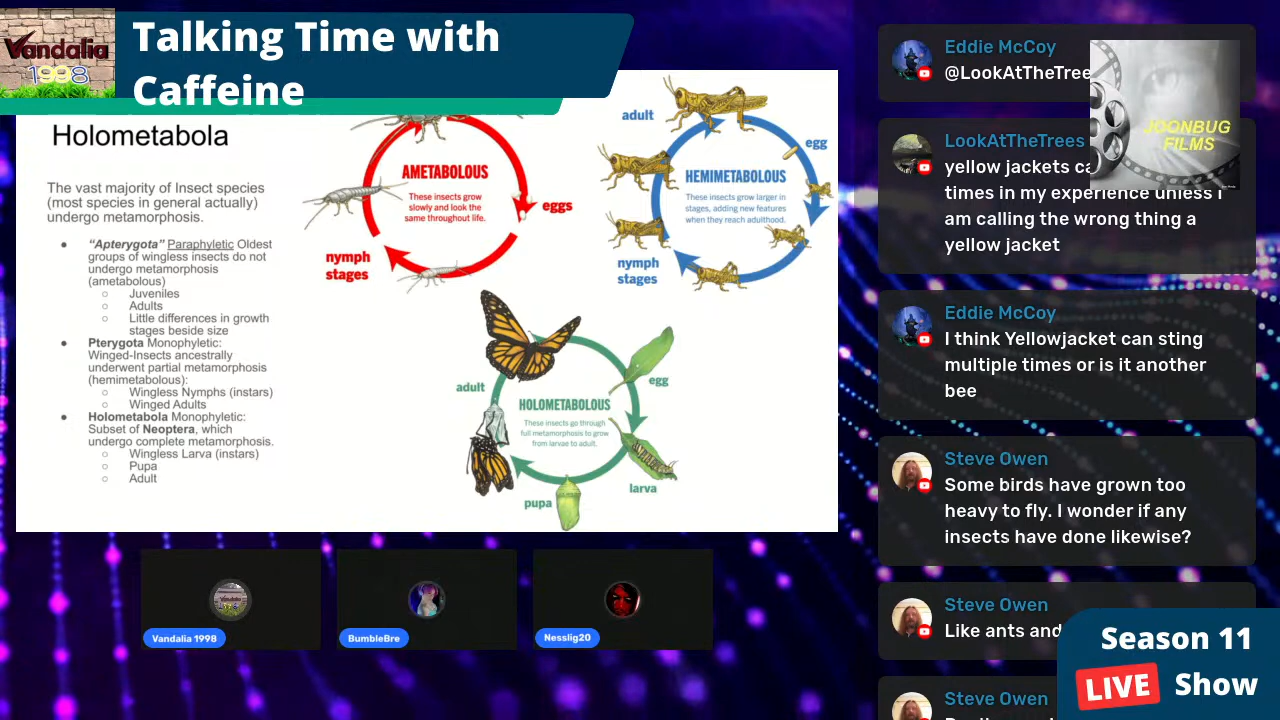 Vandalia
1998
Talking Time with
Caffeine
Holometabola
The vast majority of Insect species
(most species in general actually)
undergo metamorphosis.
● “Apterygota” Paraphyletic Oldest
groups of wingless insects do not
undergo metamorphosis
(ametabolous)
○ Juveniles
○ Adults
○ Little differences in growth
stages beside size
● Pterygota Monophyletic:
Winged-Insects ancestrally
underwent partial metamorphosis
(hemimetabolous):
○ Wingless Nymphs (instars)
○ Winged Adults
● Holometabola Monophyletic:
Subset of Neoptera, which
undergo complete metamorphosis.
○ Wingless Larva (instars)
○ Pupa
○ Adult
AMETABOLOUS
These insects grow
slowly and look the
same throughout life.
eggs
nymph
stages
adult
egg
HEMIMETABOLOUS
These insects grow larger in
stages, adding new features
when they reach adulthood.
nymph
stages
adult
egg
HOLOMETABOLOUS
These insects go through
full metamorphosis to grow
from larvae to adult.
larva
pupa
Vandalia 1998
BumbleBre
Nesslig20
Eddie McCoy
@LookAtTheTree
JOONBUG
FILMS
LookAtTheTrees
yellow jackets ca
times in my experience unless I
am calling the wrong thing a
yellow jacket
Eddie McCoy
I think Yellowjacket can sting
multiple times or is it another
bee
Steve Owen
Some birds have grown too
heavy to fly. I wonder if any
insects have done likewise?
Steve Owen
Like ants and
Steve Owen
Season 11
LIVE Show